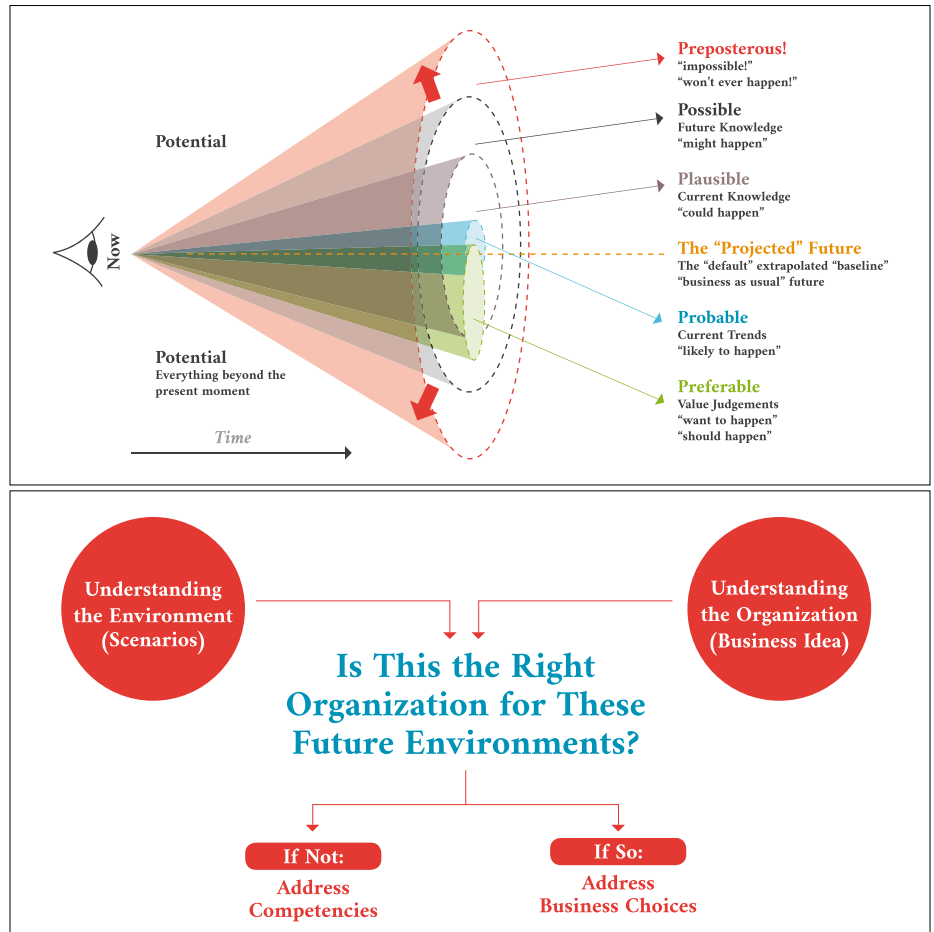 Preposterous!
“impossible!”
“won’t ever happen!”
Potential
Possible
Future Knowledge
“might happen”
Plausible
Current Knowledge
“could happen”
Now
The “Projected” Future
The “default” extrapolated “baseline”
“business as usual” future
Probable
Current Trends
“likely to happen”
Potential
Everything beyond the
present moment
Preferable
Value Judgements
“want to happen”
“should happen”
Time
Understanding
the Environment
(Scenarios)
Understanding
the Organization
(Business Idea)
Is This the Right
Organization for These
Future Environments?
If Not:
Address
Competencies
If So:
Address
Business Choices